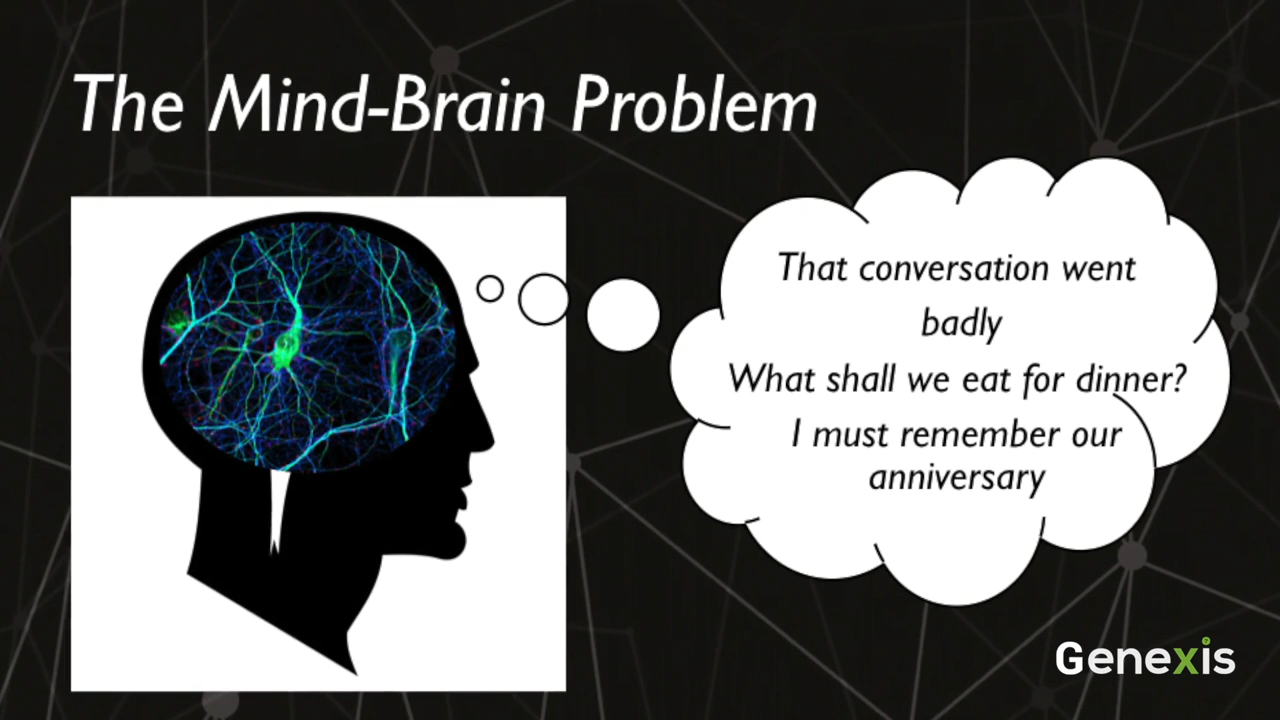 The Mind-Brain Problem
That conversation went
badly
What shall we eat for dinner?
I must remember our
anniversary
Genexis